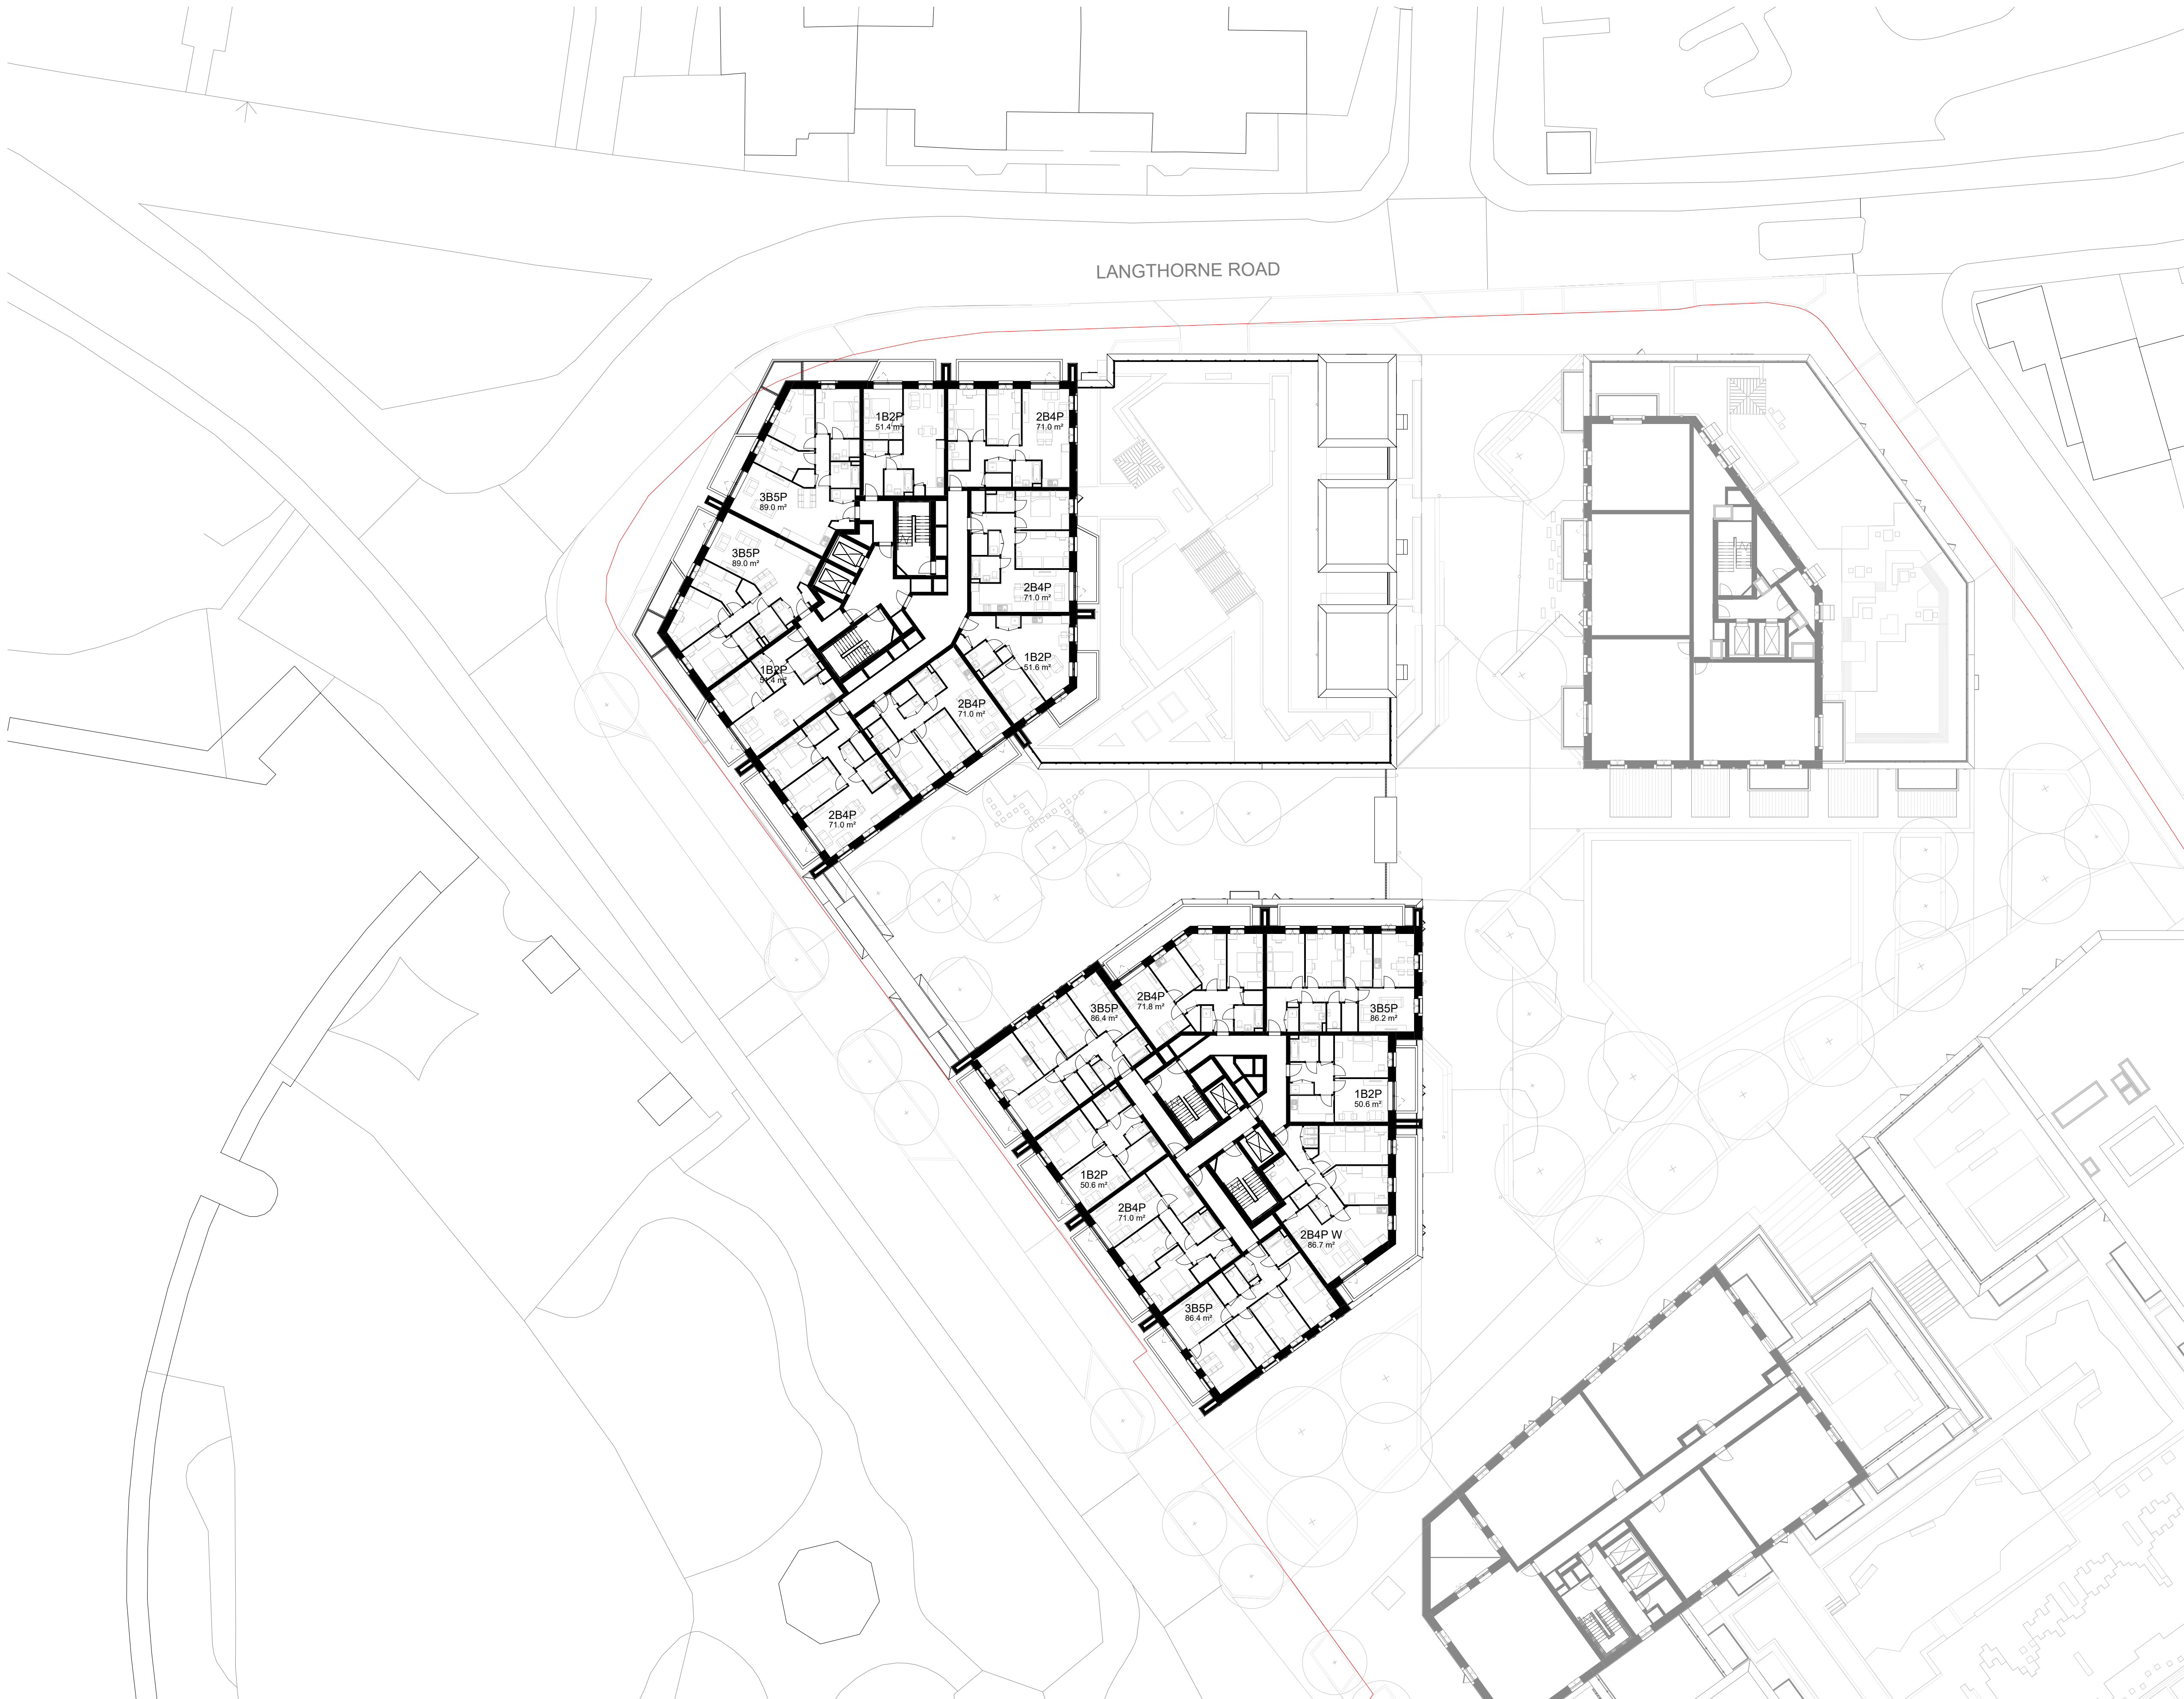 LANGTHORNE ROAD
1B2P
51.4 m²
2B4P
71.0 m²
3B5P
89.0 m²
3B5P
89.0 m²
2B4P
71.0 m²
1B2P
51.6 m²
1B2P
51.4 m²
2B4P
71.0 m²
2B4P
71.0 m²
2B4P
71.8 m²
3B5P
86.4 m²
3B5P
86.2 m²
1B2P
50.6 m²
1B2P
50.6 m²
2B4P
71.0 m²
2B4P W
86.7 m²
3B5P
86.4 m²